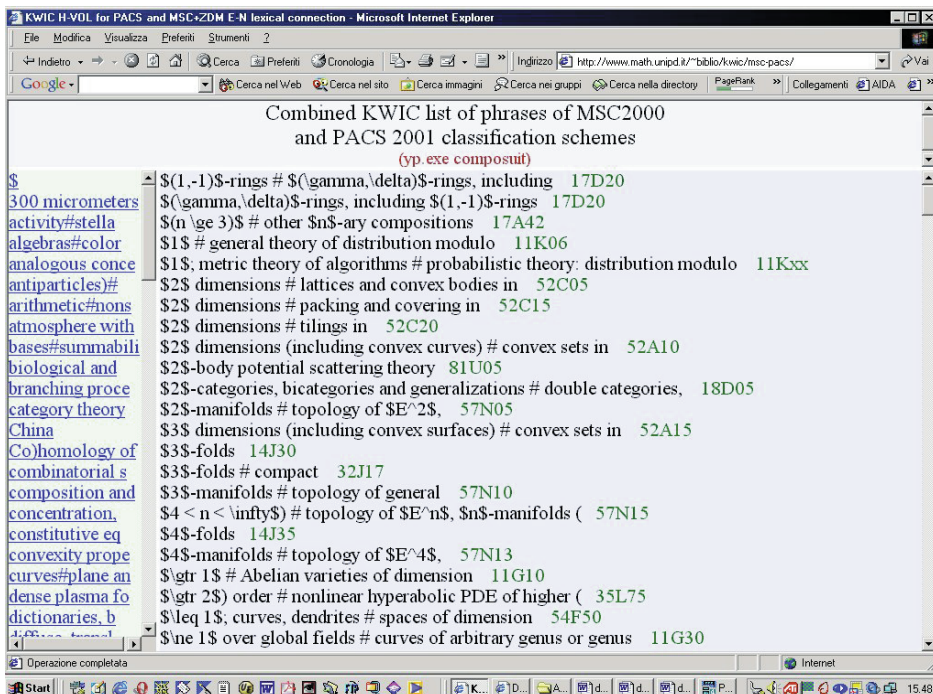 KWIC H-VOL for PACS and MSC+ZDM E-N lexical connection - Microsoft Internet Explorer
File Modifica Visualizza Preferiti Strumenti ?
Indietro Cerca Preferiti Cronologia Indirizzo http://www.math.unipd.it/~biblio/kwic/msc-pacs/ Vai
Google Cerca nel Web Cerca nel sito Cerca immagini Cerca nei gruppi Cerca nella directory PageRank Collegamenti AIDA
Combined KWIC list of phrases of MSC2000
and PACS 2001 classification schemes
(yp.exe composuit)
$
300 micrometers
activity#stella
algebras#color
analogous conce
antiparticles)#
arithmetic#nons
atmosphere with
bases#summabili
biological and
branching proce
category theory
China
Co)homology of
combinatorial s
composition and
concentration,
constitutive eq
convexity prope
curves#plane an
dense plasma fo
dictionaries, b
diffuse, transl
$(1,-1)$-rings # $(\gamma,\delta)$-rings, including 17D20
$(\gamma,\delta)$-rings, including $(1,-1)$-rings 17D20
$(n \ge 3)$ # other $n$-ary compositions 17A42
$1$ # general theory of distribution modulo 11K06
$1$; metric theory of algorithms # probabilistic theory: distribution modulo 11Kxx
$2$ dimensions # lattices and convex bodies in 52C05
$2$ dimensions # packing and covering in 52C15
$2$ dimensions # tilings in 52C20
$2$ dimensions (including convex curves) # convex sets in 52A10
$2$-body potential scattering theory 81U05
$2$-categories, bicategories and generalizations # double categories, 18D05
$2$-manifolds # topology of $E^2$, 57N05
$3$ dimensions (including convex surfaces) # convex sets in 52A15
$3$-folds 14J30
$3$-folds # compact 32J17
$3$-manifolds # topology of general 57N10
$4 < n < \infty$) # topology of $E^n$, $n$-manifolds ( 57N15
$4$-folds 14J35
$4$-manifolds # topology of $E^4$, 57N13
$\gtr 1$ # Abelian varieties of dimension 11G10
$\gtr 2$) order # nonlinear hyperbolic PDE of higher ( 35L75
$\leq 1$; curves, dendrites # spaces of dimension 54F50
$\ne 1$ over global fields # curves of arbitrary genus or genus 11G30
Operazione completata Internet
Start K... D... A... d... d... d... P... 15.48